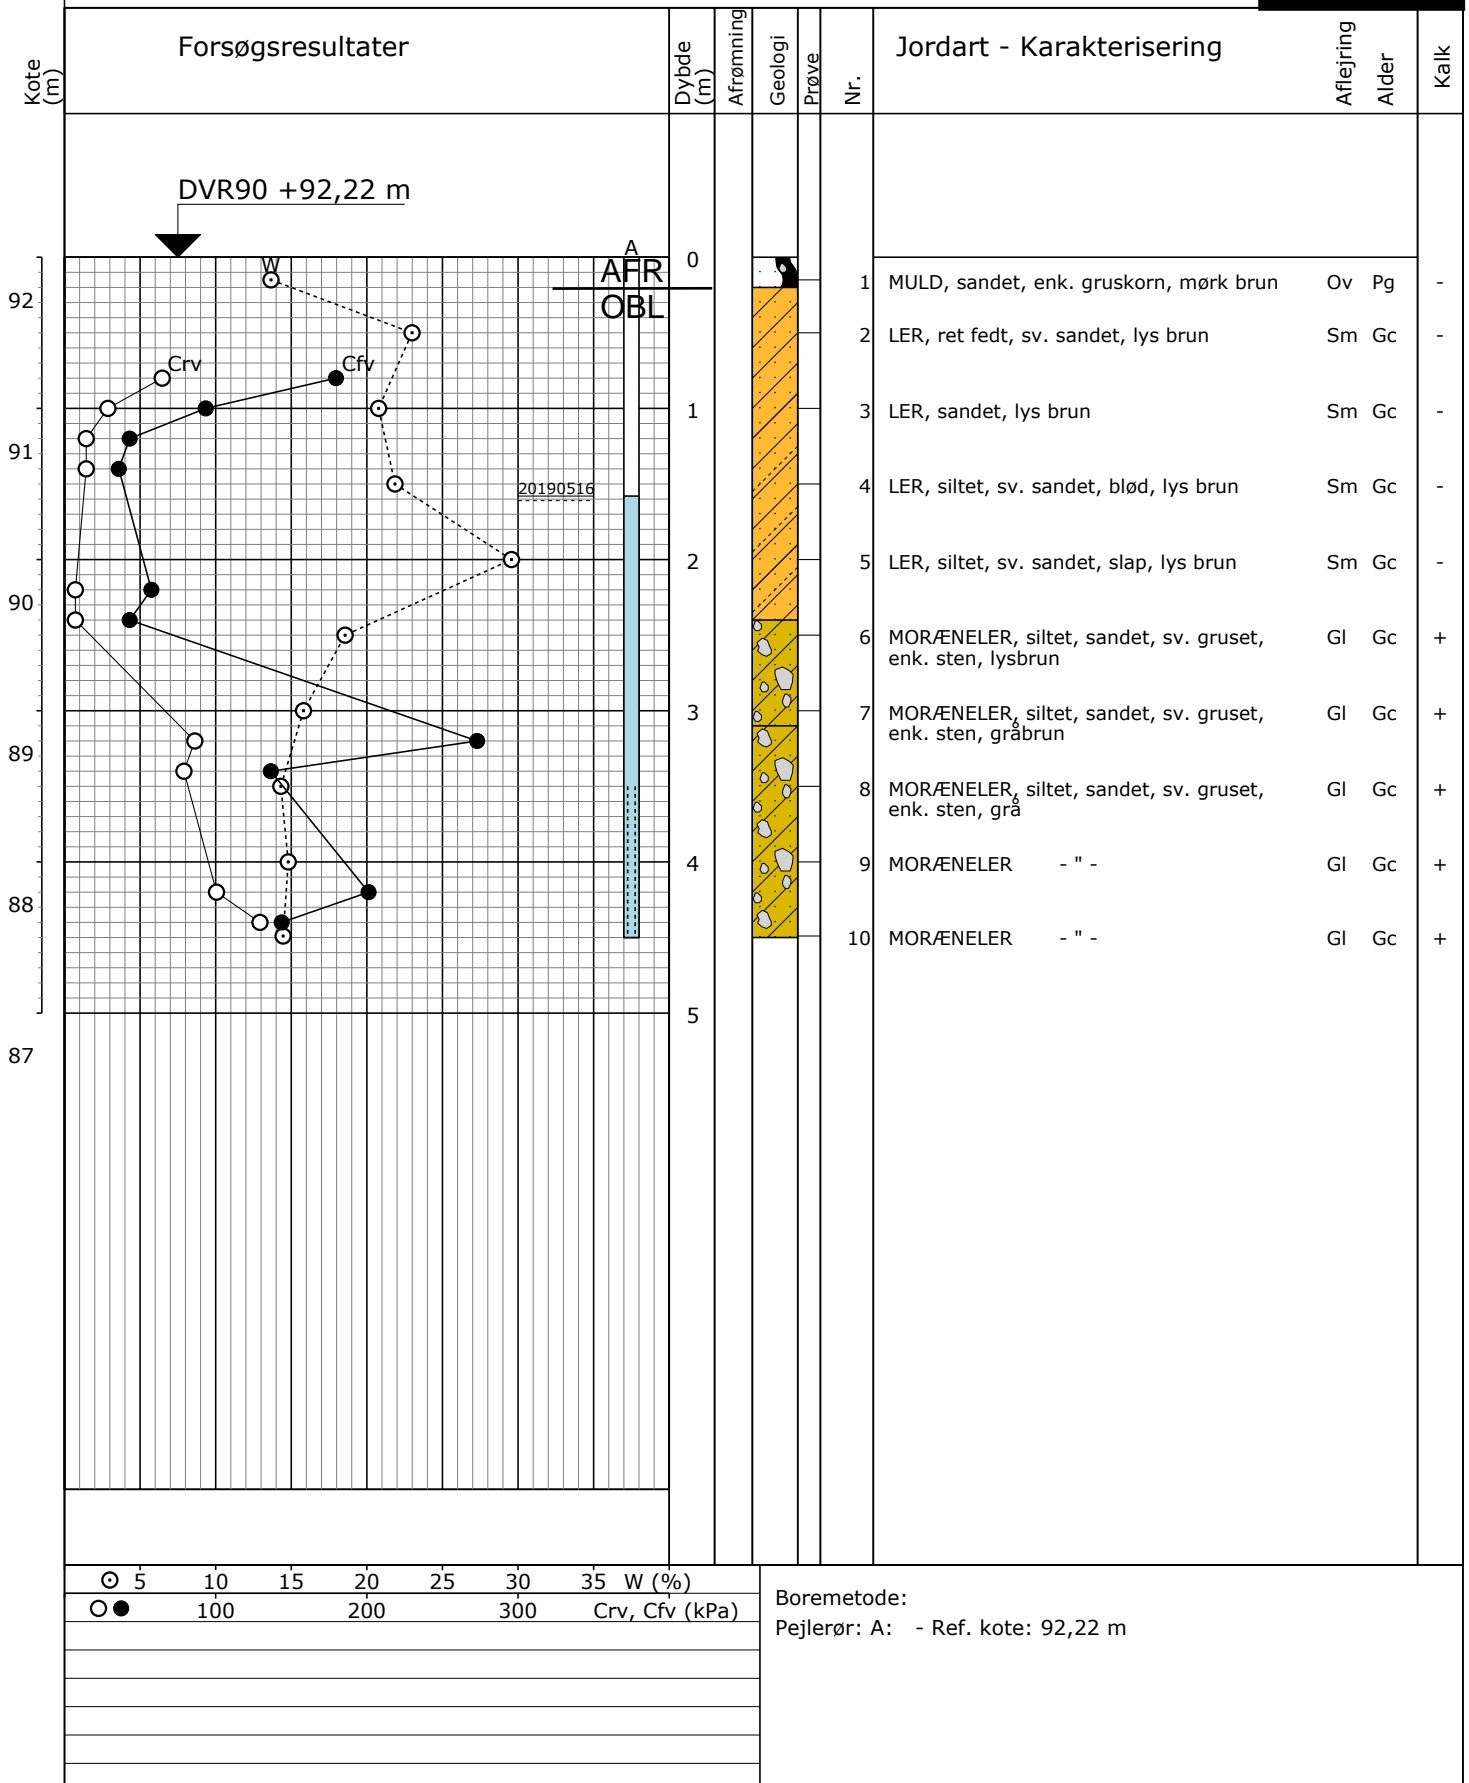 Kote (m)
Forsøgsresultater
Dybde (m)
Afrømning
Geologi
Prøve
Nr.
Jordart - Karakterisering
Aflejring
Alder
Kalk
DVR90 +92,22 m
A
W
AFR
OBL
0
92
1 MULD, sandet, enk. gruskorn, mørk brun Ov Pg -
2 LER, ret fedt, sv. sandet, lys brun Sm Gc -
Crv
Cfv
1
3 LER, sandet, lys brun Sm Gc -
91
20190516
4 LER, siltet, sv. sandet, blød, lys brun Sm Gc -
2
5 LER, siltet, sv. sandet, slap, lys brun Sm Gc -
90
6 MORÆNELER, siltet, sandet, sv. gruset, Gl Gc +
enk. sten, lysbrun
3
7 MORÆNELER, siltet, sandet, sv. gruset, Gl Gc +
enk. sten, gråbrun
89
8 MORÆNELER, siltet, sandet, sv. gruset, Gl Gc +
enk. sten, grå
4
9 MORÆNELER - " - Gl Gc +
88
10 MORÆNELER - " - Gl Gc +
5
87
5 10 15 20 25 30 35 W (%)
100 200 300 Crv, Cfv (kPa)
Boremetode:
Pejlerør: A: - Ref. kote: 92,22 m